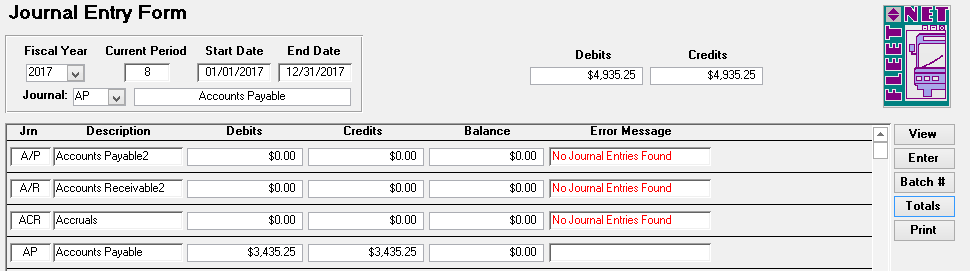 Journal Entry Form
FLEET NET
Fiscal Year Current Period Start Date End Date
2017 8 01/01/2017 12/31/2017
Debits Credits
$4,935.25 $4,935.25
Journal: AP Accounts Payable
Jrn Description Debits Credits Balance Error Message
A/P Accounts Payable2 $0.00 $0.00 $0.00 No Journal Entries Found
A/R Accounts Receivable2 $0.00 $0.00 $0.00 No Journal Entries Found
ACR Accruals $0.00 $0.00 $0.00 No Journal Entries Found
AP Accounts Payable $3,435.25 $3,435.25 $0.00
View
Enter
Batch #
Totals
Print